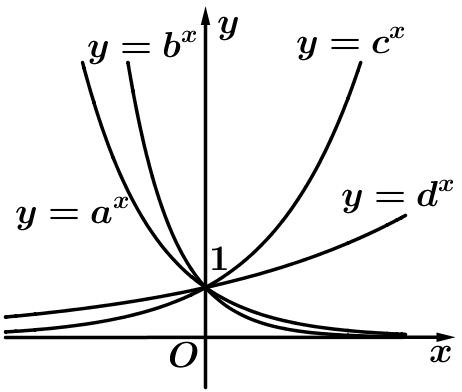 y
y = b^x
y = c^x
y = a^x
y = d^x
1
O
x